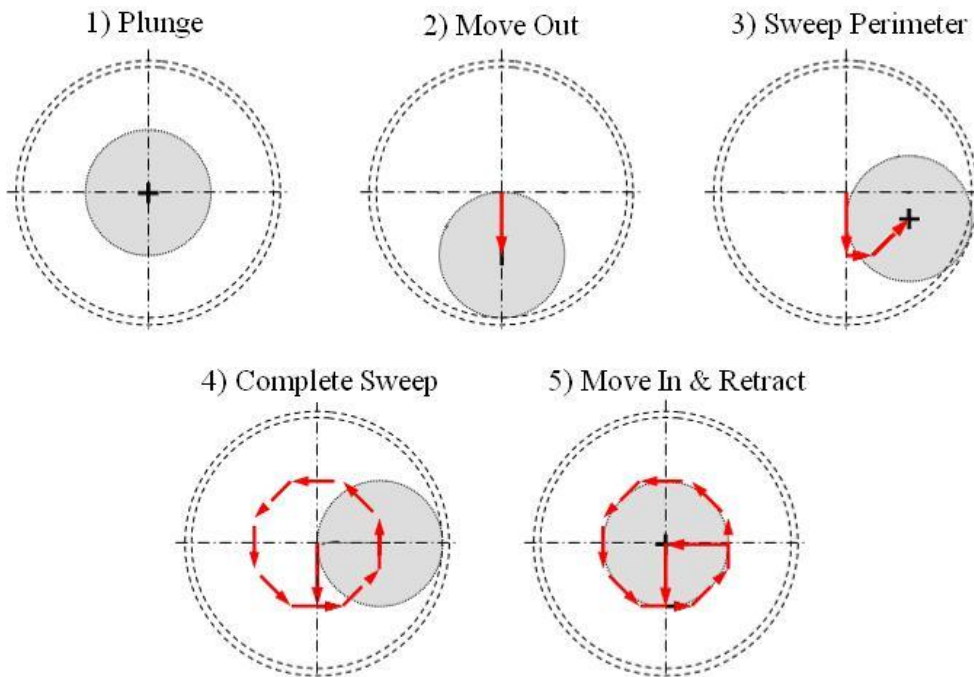 1) Plunge
2) Move Out
3) Sweep Perimeter
4) Complete Sweep
5) Move In & Retract